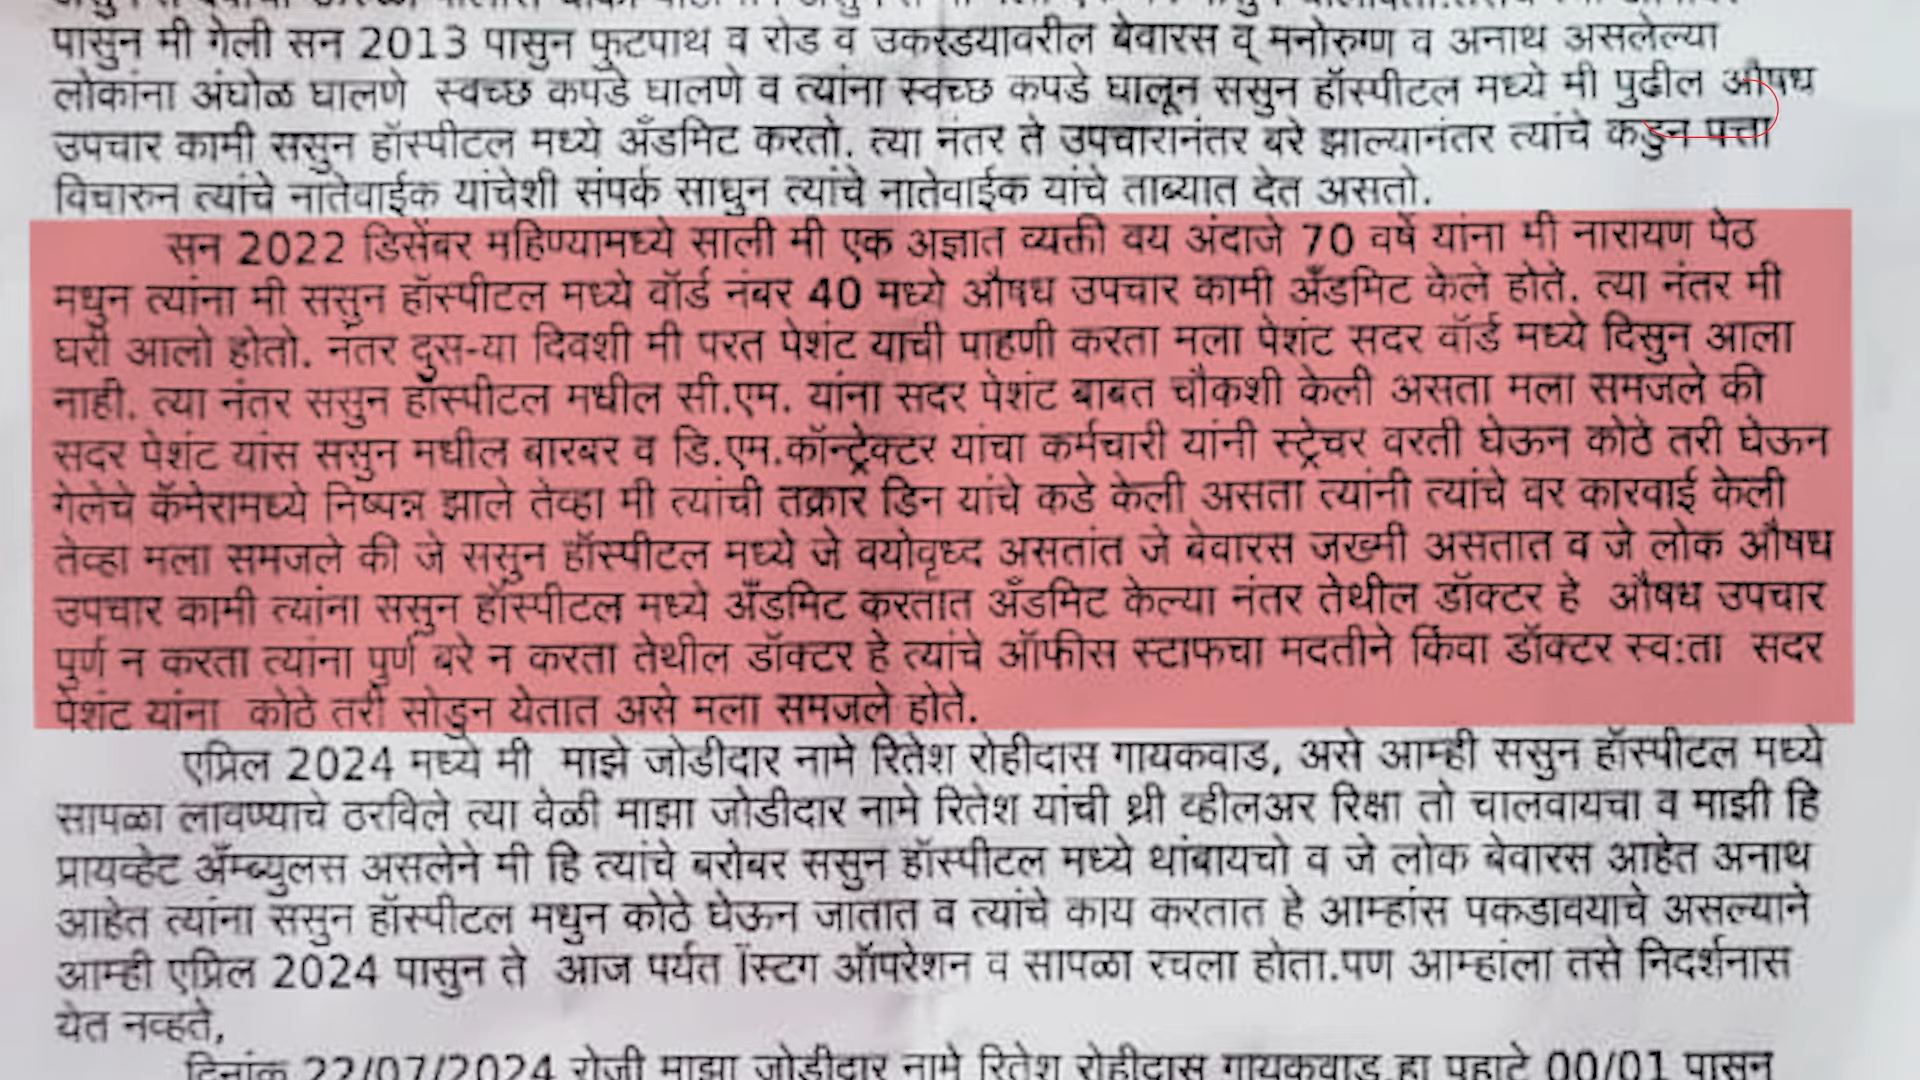 पासुन मी गेली सन 2013 पासुन फुटपाथ व रोड व उकरडयावरील बेवारस व् मनोरुग्ण व अनाथ असलेल्या
लोकांना अंघोळ घालणे स्वच्छ कपडे घालणे व त्यांना स्वच्छ कपडे घालून ससुन हॉस्पीटल मध्ये मी पुढील औषध
उपचार कामी ससुन हॉस्पीटल मध्ये अँडमिट करतो. त्या नंतर ते उपचारानंतर बरे झाल्यानंतर त्यांचे कडुन पत्ता
विचारुन त्यांचे नातेवाईक यांचेशी संपर्क साधुन त्यांचे नातेवाईक यांचे ताब्यात देत असतो.
सन 2022 डिसेंबर महिण्यामध्ये साली मी एक अज्ञात व्यक्ती वय अंदाजे 70 वर्षे यांना मी नारायण पेठ
मधुन त्यांना मी ससुन हॉस्पीटल मध्ये वॉर्ड नंबर 40 मध्ये औषध उपचार कामी अँडमिट केले होते. त्या नंतर मी
घरी आलो होतो. नंतर दुस-या दिवशी मी परत पेशंट याची पाहणी करता मला पेशंट सदर वॉर्ड मध्ये दिसुन आला
नाही. त्या नंतर ससुन हॉस्पीटल मधील सी.एम. यांना सदर पेशंट बाबत चौकशी केली असता मला समजले की
सदर पेशंट यांस ससुन मधील बारबर व डि.एम.कॉन्ट्रेक्टर यांचा कर्मचारी यांनी स्ट्रेचर वरती घेऊन कोठे तरी घेऊन
गेलेचे कॅमेरामध्ये निष्पन्न झाले तेव्हा मी त्यांची तक्रार डिन यांचे कडे केली असता त्यांनी त्यांचे वर कारवाई केली
तेव्हा मला समजले की जे ससुन हॉस्पीटल मध्ये जे वयोवृध्द असतांत जे बेवारस जख्मी असतात व जे लोक औषध
उपचार कामी त्यांना ससुन हॉस्पीटल मध्ये अँडमिट करतात अँडमिट केल्या नंतर तेथील डॉक्टर हे औषध उपचार
पुर्ण न करता त्यांना पुर्ण बरे न करता तेथील डॉक्टर हे त्यांचे ऑफीस स्टाफचा मदतीने किंवा डॉक्टर स्व:ता सदर
पेशंट यांना कोठे तरी सोडुन येतात असे मला समजले होते.
एप्रिल 2024 मध्ये मी माझे जोडीदार नामे रितेश रोहीदास गायकवाड, असे आम्ही ससुन हॉस्पीटल मध्ये
सापळा लावण्याचे ठरविले त्या वेळी माझा जोडीदार नामे रितेश यांची थ्री व्हीलअर रिक्षा तो चालवायचा व माझी हि
प्रायव्हेट अँम्ब्युलस असलेने मी हि त्यांचे बरोबर ससुन हॉस्पीटल मध्ये थांबायचो व जे लोक बेवारस आहेत अनाथ
आहेत त्यांना ससुन हॉस्पीटल मधुन कोठे घेऊन जातात व त्यांचे काय करतात हे आम्हांस पकडावयाचे असल्याने
आम्ही एप्रिल 2024 पासुन ते आज पर्यंत स्टिग ऑपरेशन व सापळा रचला होता.पण आम्हांला तसे निदर्शनास
येत नव्हते,
दिनांक 22/07/2024 रोजी माझा जोडीदार नामे रितेश रोहीदास गायकवाड हा पहाटे 00/01 पासुन